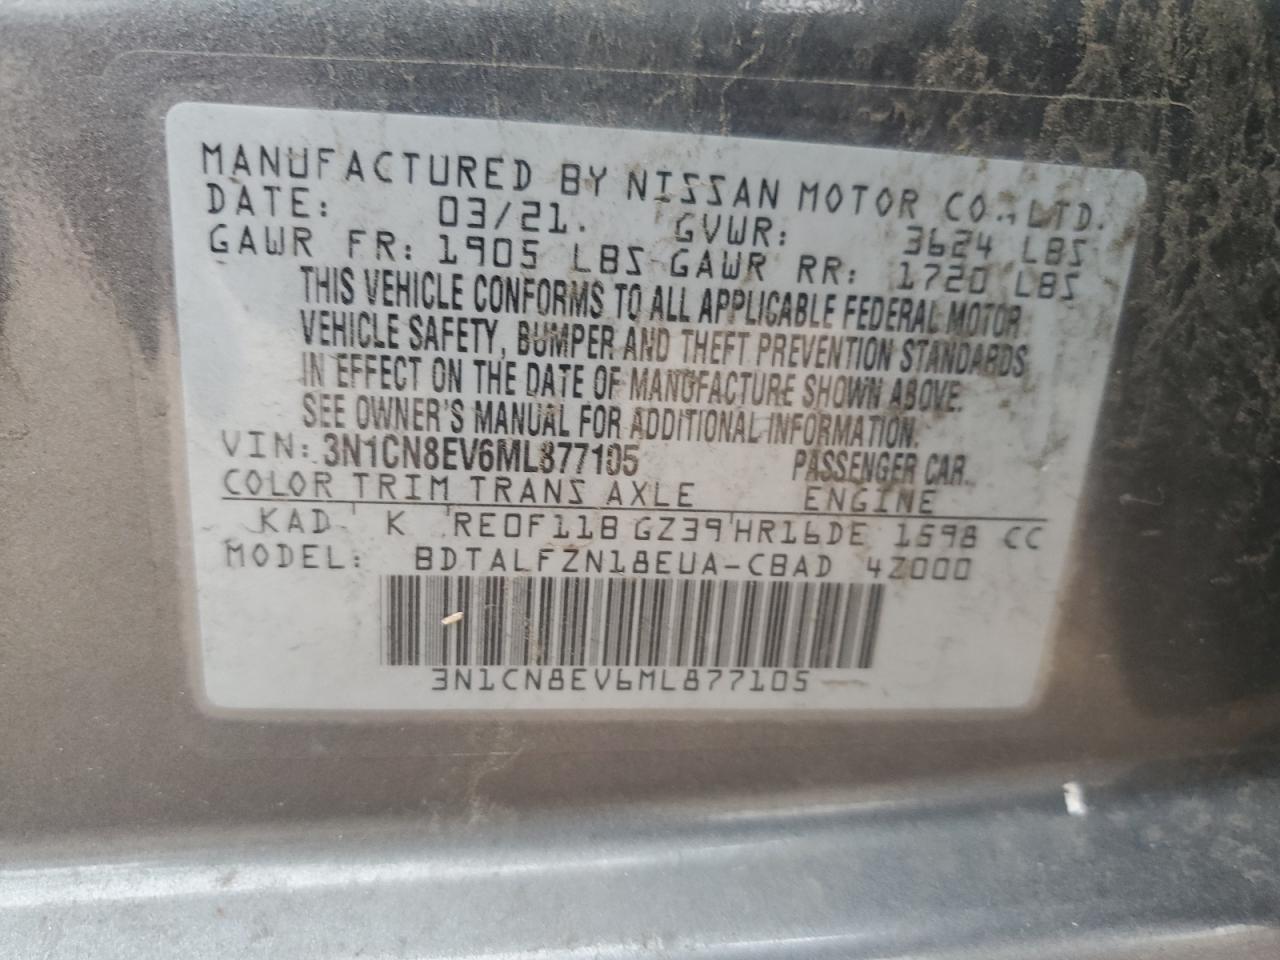 MANUFACTURED BY NISSAN MOTOR CO., LTD.
DATE: 03/21. GVWR: 3624 LBS
GAWR FR: 1905 LBS GAWR RR: 1720 LBS
THIS VEHICLE CONFORMS TO ALL APPLICABLE FEDERAL MOTOR
VEHICLE SAFETY, BUMPER AND THEFT PREVENTION STANDARDS
IN EFFECT ON THE DATE OF MANUFACTURE SHOWN ABOVE.
SEE OWNER'S MANUAL FOR ADDITIONAL INFORMATION.
VIN: 3N1CN8EV6ML877105 PASSENGER CAR.
COLOR TRIM TRANS AXLE ENGINE
KAD K RE0F11B GZ39 HR16DE 1598 CC
MODEL: BDTALFZN18EUA-CBAD 4Z000
3N1CN8EV6ML877105